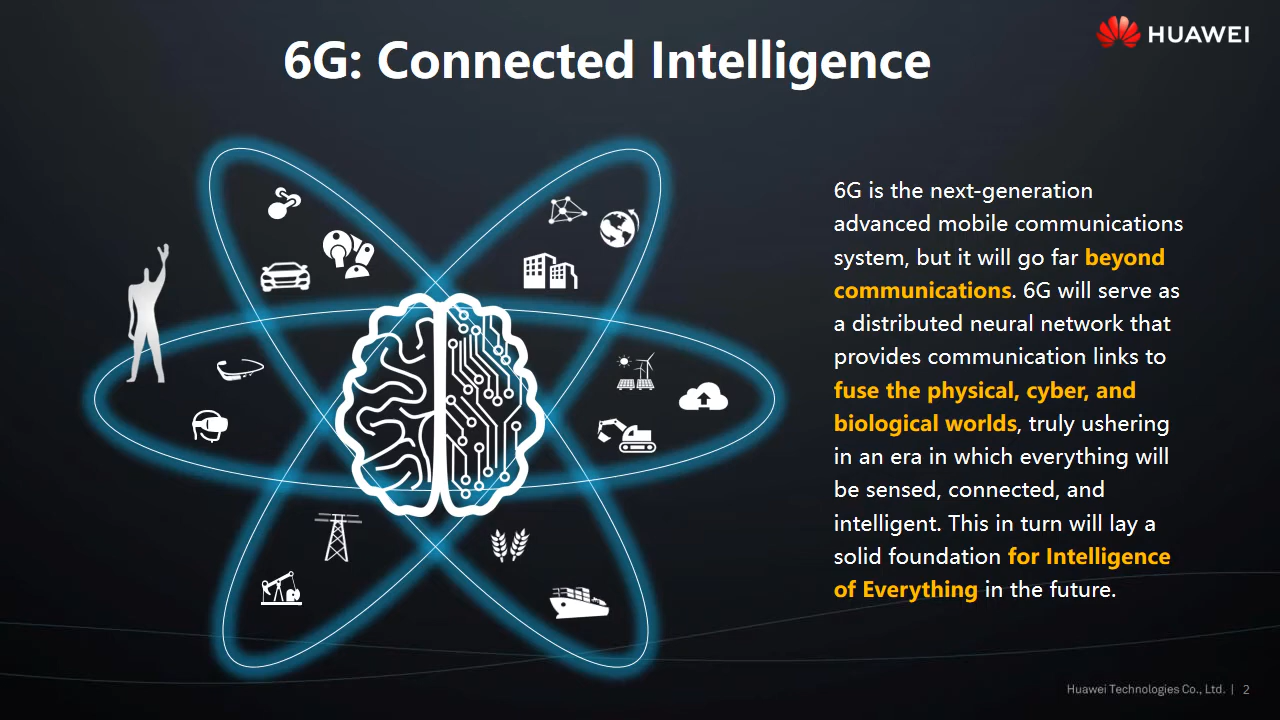 6G: Connected Intelligence
HUAWEI
6G is the next-generation
advanced mobile communications
system, but it will go far beyond
communications. 6G will serve as
a distributed neural network that
provides communication links to
fuse the physical, cyber, and
biological worlds, truly ushering
in an era in which everything will
be sensed, connected, and
intelligent. This in turn will lay a
solid foundation for Intelligence
of Everything in the future.
Huawei Technologies Co., Ltd. | 2